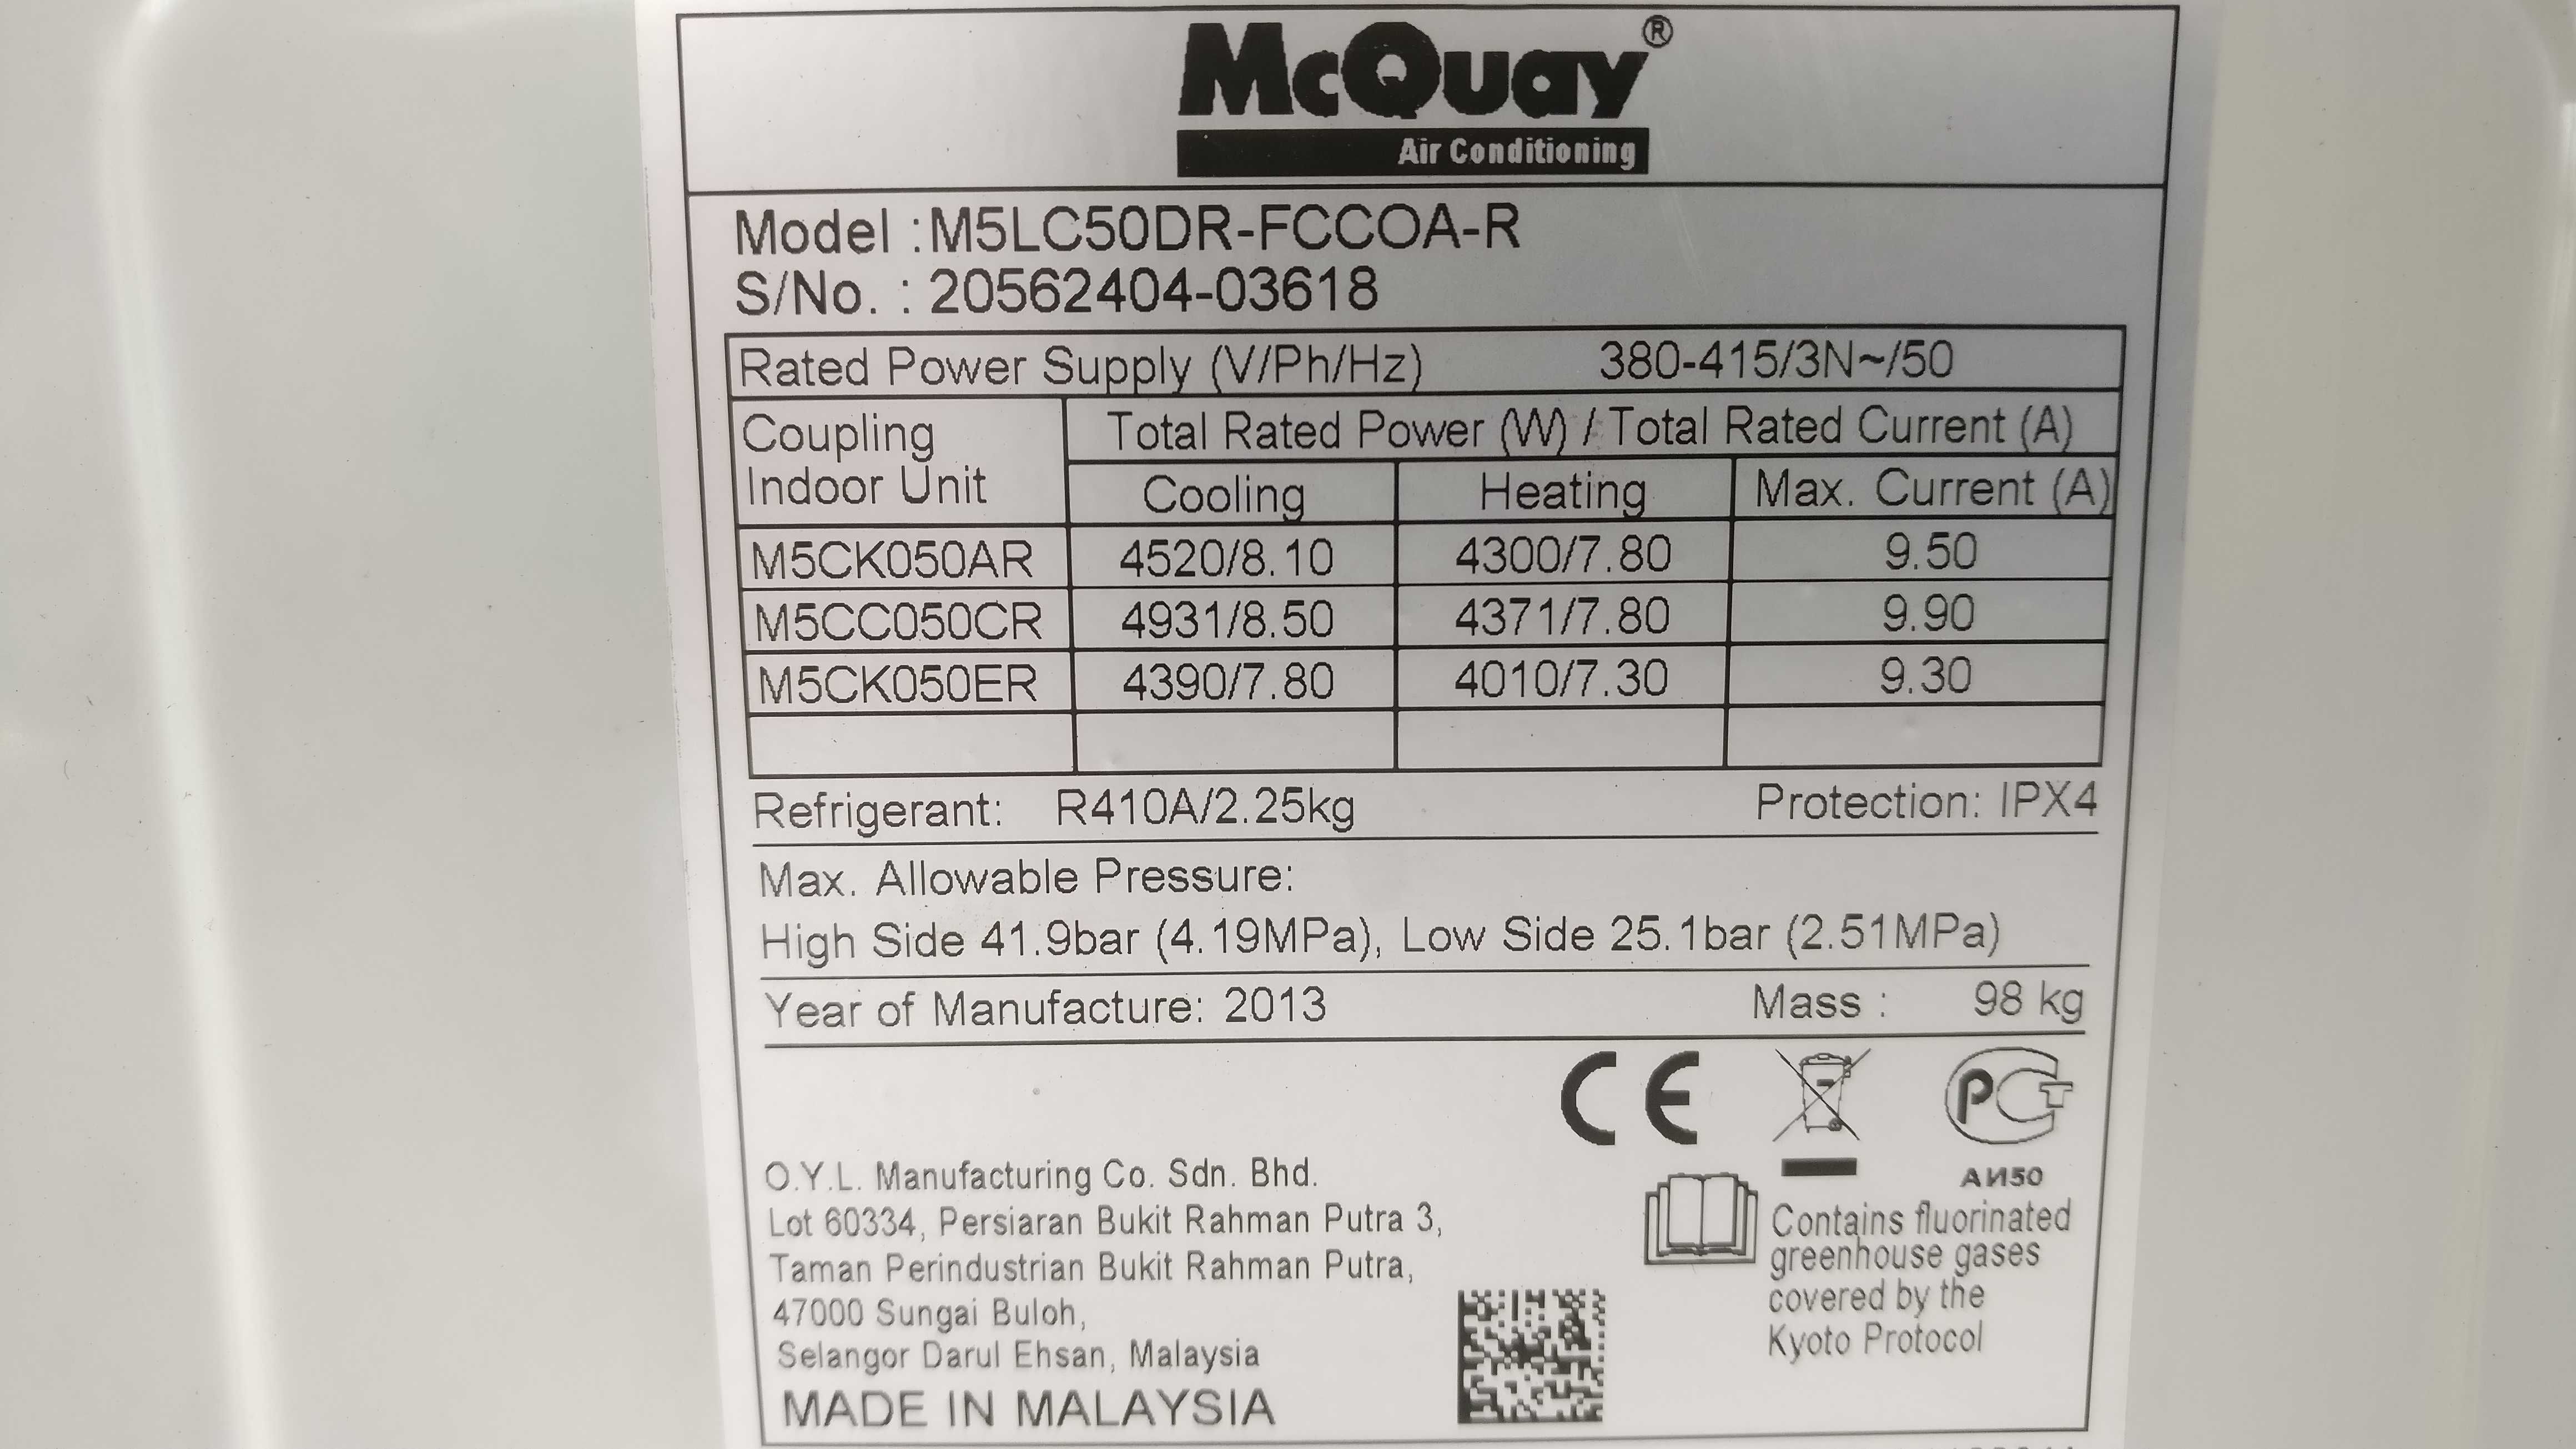 McQuay®
Air Conditioning
Model :M5LC50DR-FCCOA-R
S/No. : 20562404-03618
Rated Power Supply (V/Ph/Hz) 380-415/3N~/50
Coupling Indoor Unit
Total Rated Power (W) / Total Rated Current (A)
Cooling Heating Max. Current (A)
M5CK050AR 4520/8.10 4300/7.80 9.50
M5CC050CR 4931/8.50 4371/7.80 9.90
M5CK050ER 4390/7.80 4010/7.30 9.30
Refrigerant: R410A/2.25kg Protection: IPX4
Max. Allowable Pressure:
High Side 41.9bar (4.19MPa), Low Side 25.1bar (2.51MPa)
Year of Manufacture: 2013 Mass : 98 kg
CE
РСТ
АИ50
O.Y.L. Manufacturing Co. Sdn. Bhd.
Lot 60334, Persiaran Bukit Rahman Putra 3,
Taman Perindustrian Bukit Rahman Putra,
47000 Sungai Buloh,
Selangor Darul Ehsan, Malaysia
MADE IN MALAYSIA
Contains fluorinated
greenhouse gases
covered by the
Kyoto Protocol